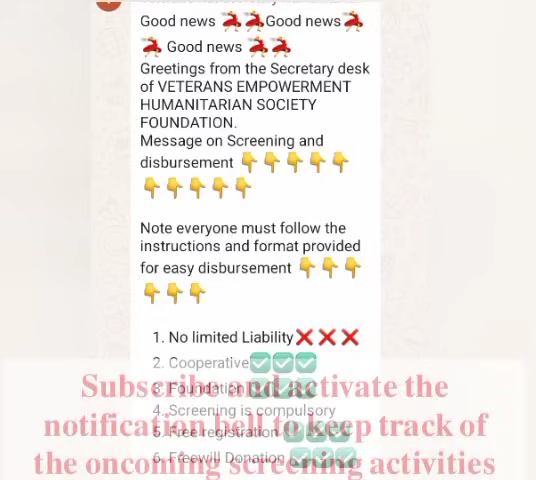 Good news 💃💃Good news💃
💃 Good news 💃💃
Greetings from the Secretary desk
of VETERANS EMPOWERMENT
HUMANITARIAN SOCIETY
FOUNDATION.
Message on Screening and
disbursement 👇👇👇👇👇
👇👇👇👇👇
Note everyone must follow the
instructions and format provided
for easy disbursement 👇👇👇
👇👇👇
1. No limited Liability❌❌❌
2. Cooperative✅✅✅
3. Foundation✅✅✅
4. Screening is compulsory
5. Free registration ✅✅✅
6. Freewill Donation ✅✅✅
Subscribe and activate the
notification bell to keep track of
the oncoming screening activities